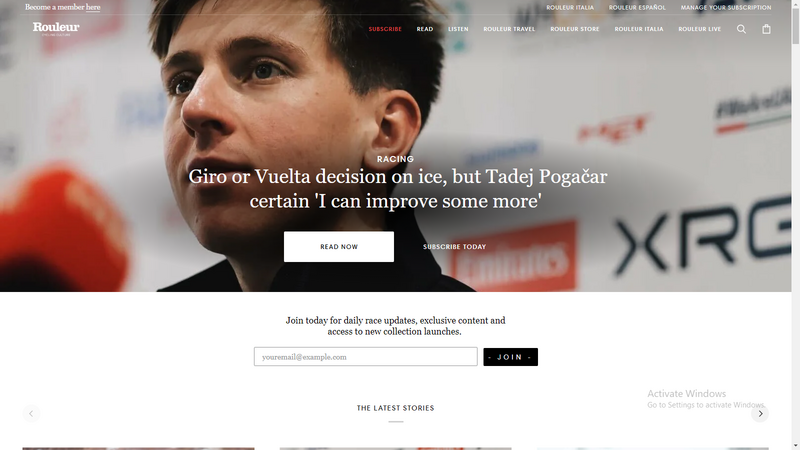 Become a member here
ROULEUR ITALIA
ROULEUR ESPAÑOL
MANAGE YOUR SUBSCRIPTION
Rouleur
SUBSCRIBE
READ
LISTEN
ROULEUR TRAVEL
ROULEUR STORE
ROULEUR ITALIA
ROULEUR LIVE
RACING
Giro or Vuelta decision on ice, but Tadej Pogačar
certain 'I can improve some more'
READ NOW
SUBSCRIBE TODAY
XRG
Emirates
Join today for daily race updates, exclusive content and
access to new collection launches.
youremail@example.com
- JOIN -
THE LATEST STORIES
Activate Windows
Go to Settings to activate Windows.